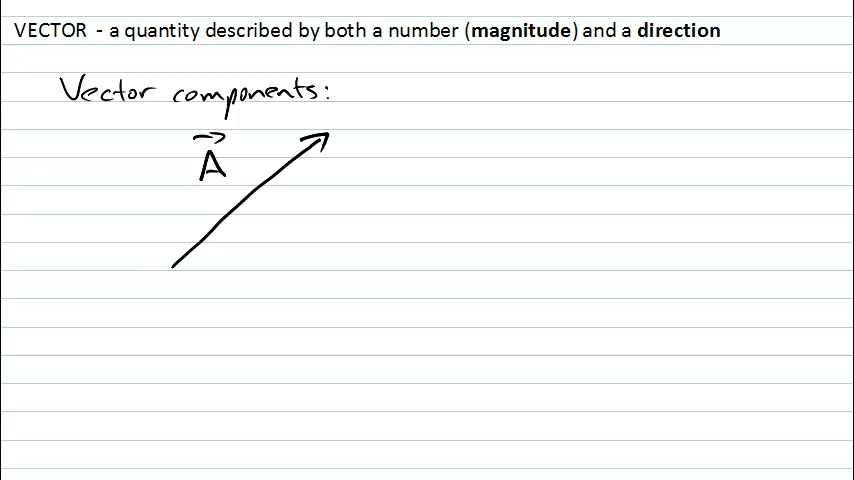 VECTOR - a quantity described by both a number (magnitude) and a direction
Vector components:
A